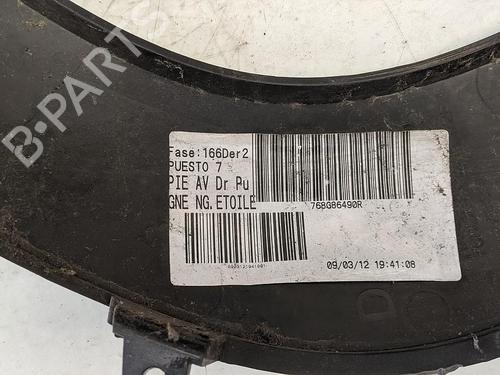 B-PARTS
Fase:166Der2
PUESTO 7
PIE AV Dr Pu
GNE NG.ETOILE
768G86490R
09/03/12 19:41:08